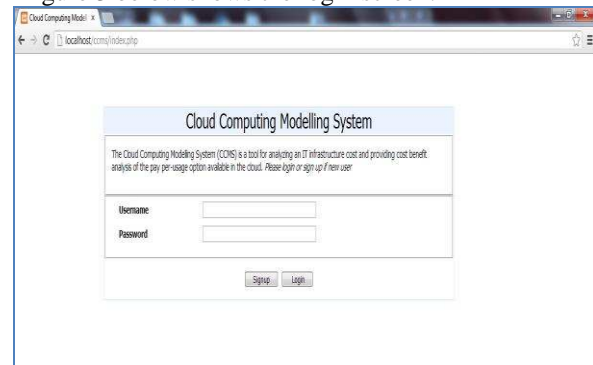 Cloud Computing Model x
localhost/ccms/index.php
Cloud Computing Modelling System
The Cloud Computing Modeling System (CCMS) is a tool for analyzing an IT infrastructure cost and providing cost benefit
analysis of the pay per-usage option available in the cloud. Please login or sign up if new user
Username
Password
Signup Login